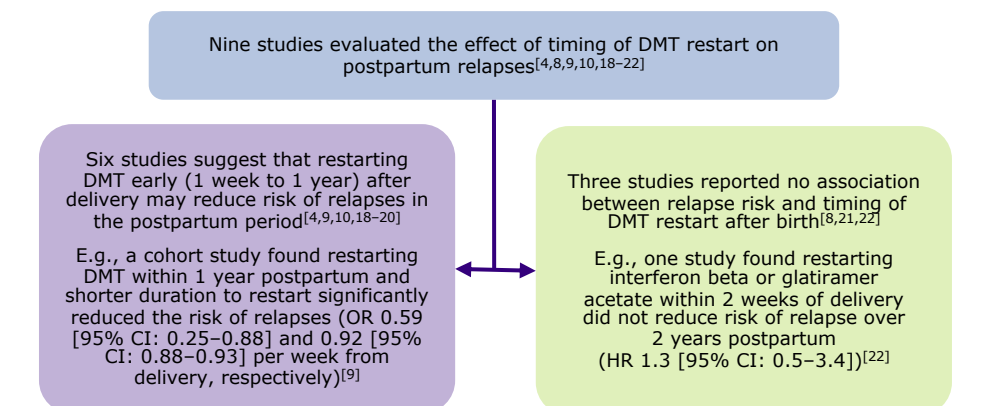 Nine studies evaluated the effect of timing of DMT restart on
postpartum relapses[4,8,9,10,18–22]
Six studies suggest that restarting
DMT early (1 week to 1 year) after
delivery may reduce risk of relapses in
the postpartum period[4,9,10,18–20]
E.g., a cohort study found restarting
DMT within 1 year postpartum and
shorter duration to restart significantly
reduced the risk of relapses (OR 0.59
[95% CI: 0.25–0.88] and 0.92 [95%
CI: 0.88–0.93] per week from
delivery, respectively)[9]
Three studies reported no association
between relapse risk and timing of
DMT restart after birth[8,21,22]
E.g., one study found restarting
interferon beta or glatiramer
acetate within 2 weeks of delivery
did not reduce risk of relapse over
2 years postpartum
(HR 1.3 [95% CI: 0.5–3.4])[22]